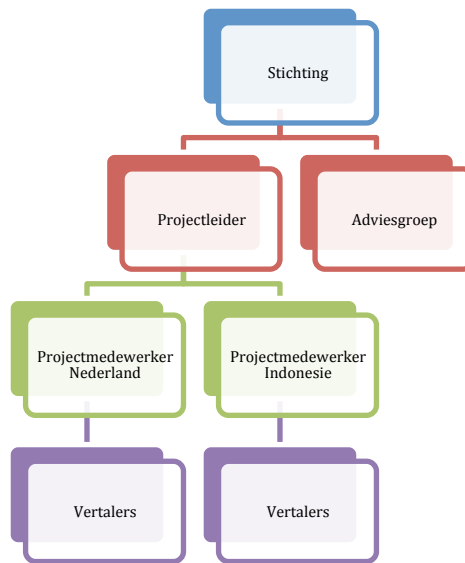 Stichting
Projectleider
Adviesgroep
Projectmedewerker
Nederland
Projectmedewerker
Indonesie
Vertalers
Vertalers